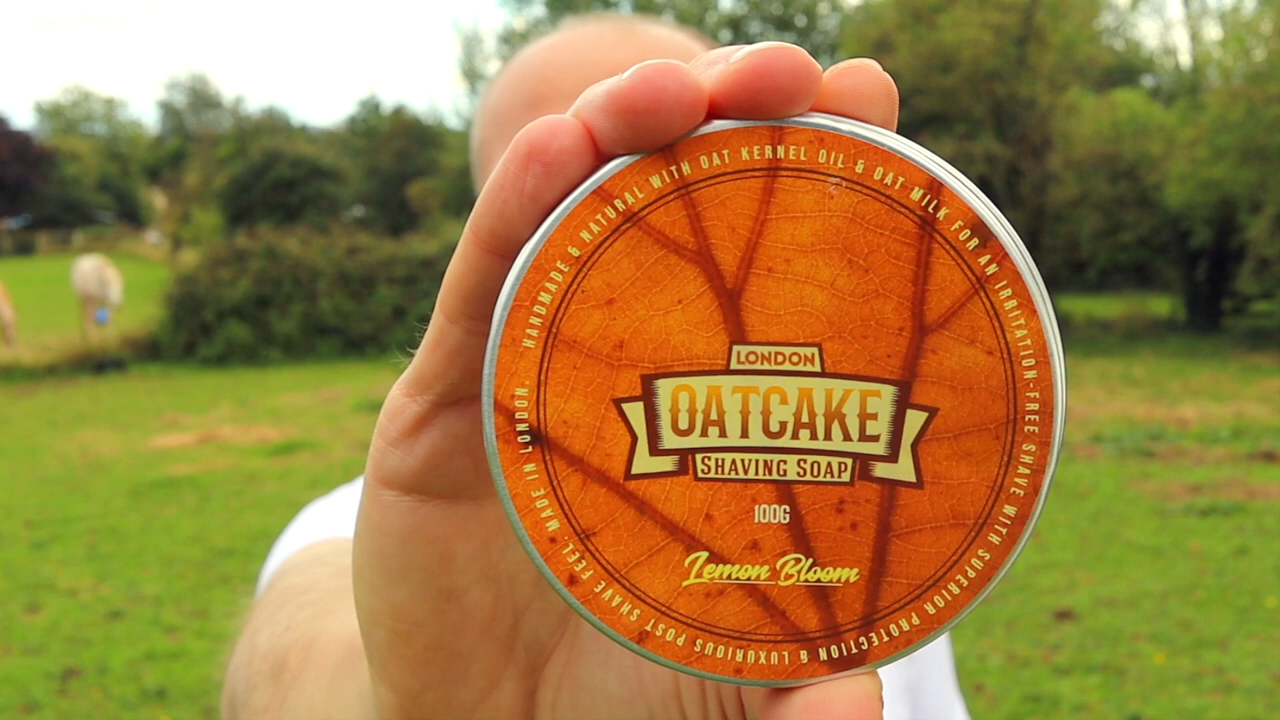 HANDMADE & NATURAL WITH OAT KERNEL OIL & OAT MILK FOR AN IRRITATION-FREE SHAVE WITH SUPERIOR PROTECTION & LUXURIOUS POST SHAVE FEEL. MADE IN LONDON.
LONDON
OATCAKE
SHAVING SOAP
100G
Lemon Bloom